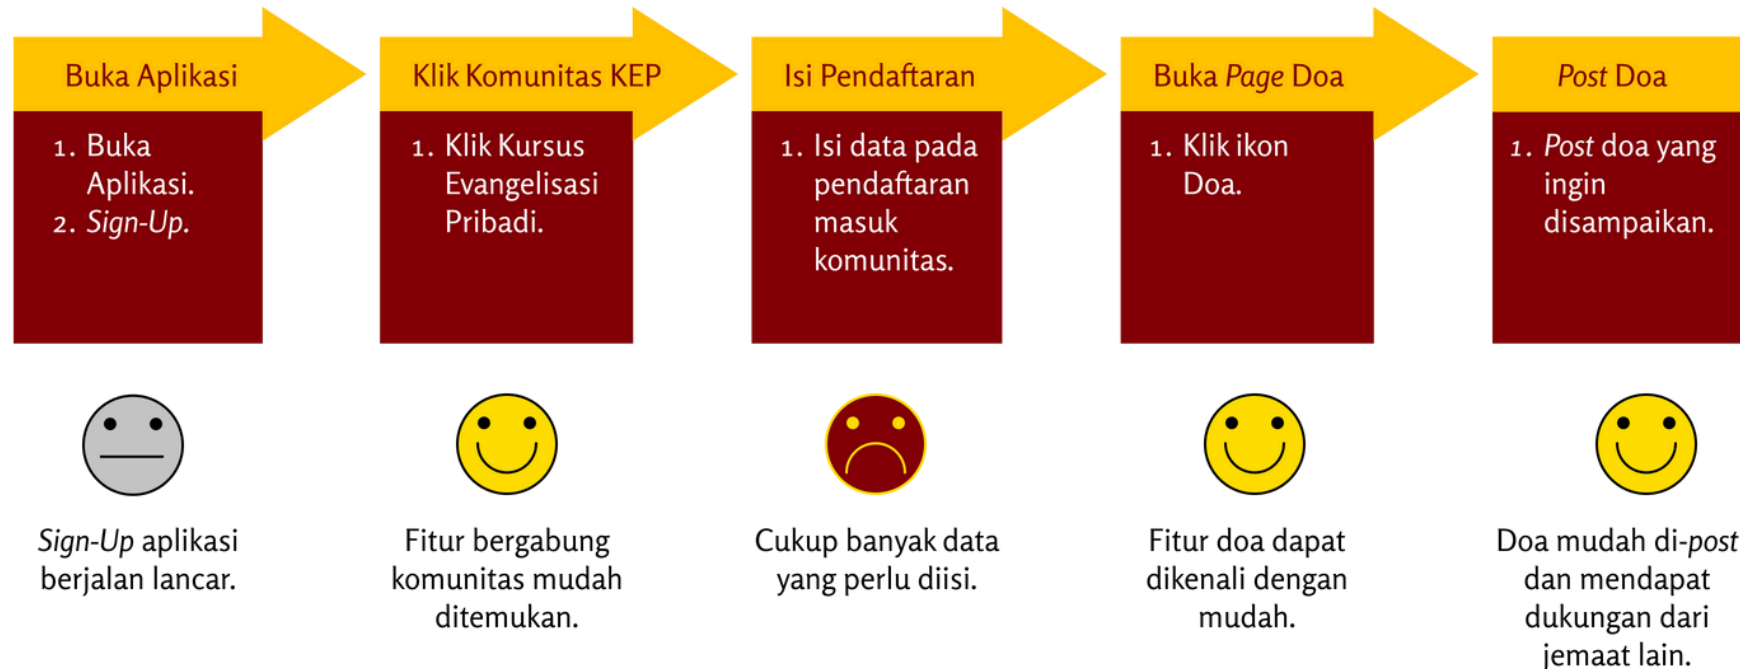 Buka Aplikasi
1. Buka
Aplikasi.
2. Sign-Up.
Sign-Up aplikasi
berjalan lancar.
Klik Komunitas KEP
1. Klik Kursus
Evangelisasi
Pribadi.
Fitur bergabung
komunitas mudah
ditemukan.
Isi Pendaftaran
1. Isi data pada
pendaftaran
masuk
komunitas.
Cukup banyak data
yang perlu diisi.
Buka Page Doa
1. Klik ikon
Doa.
Fitur doa dapat
dikenali dengan
mudah.
Post Doa
1. Post doa yang
ingin
disampaikan.
Doa mudah di-post
dan mendapat
dukungan dari
jemaat lain.